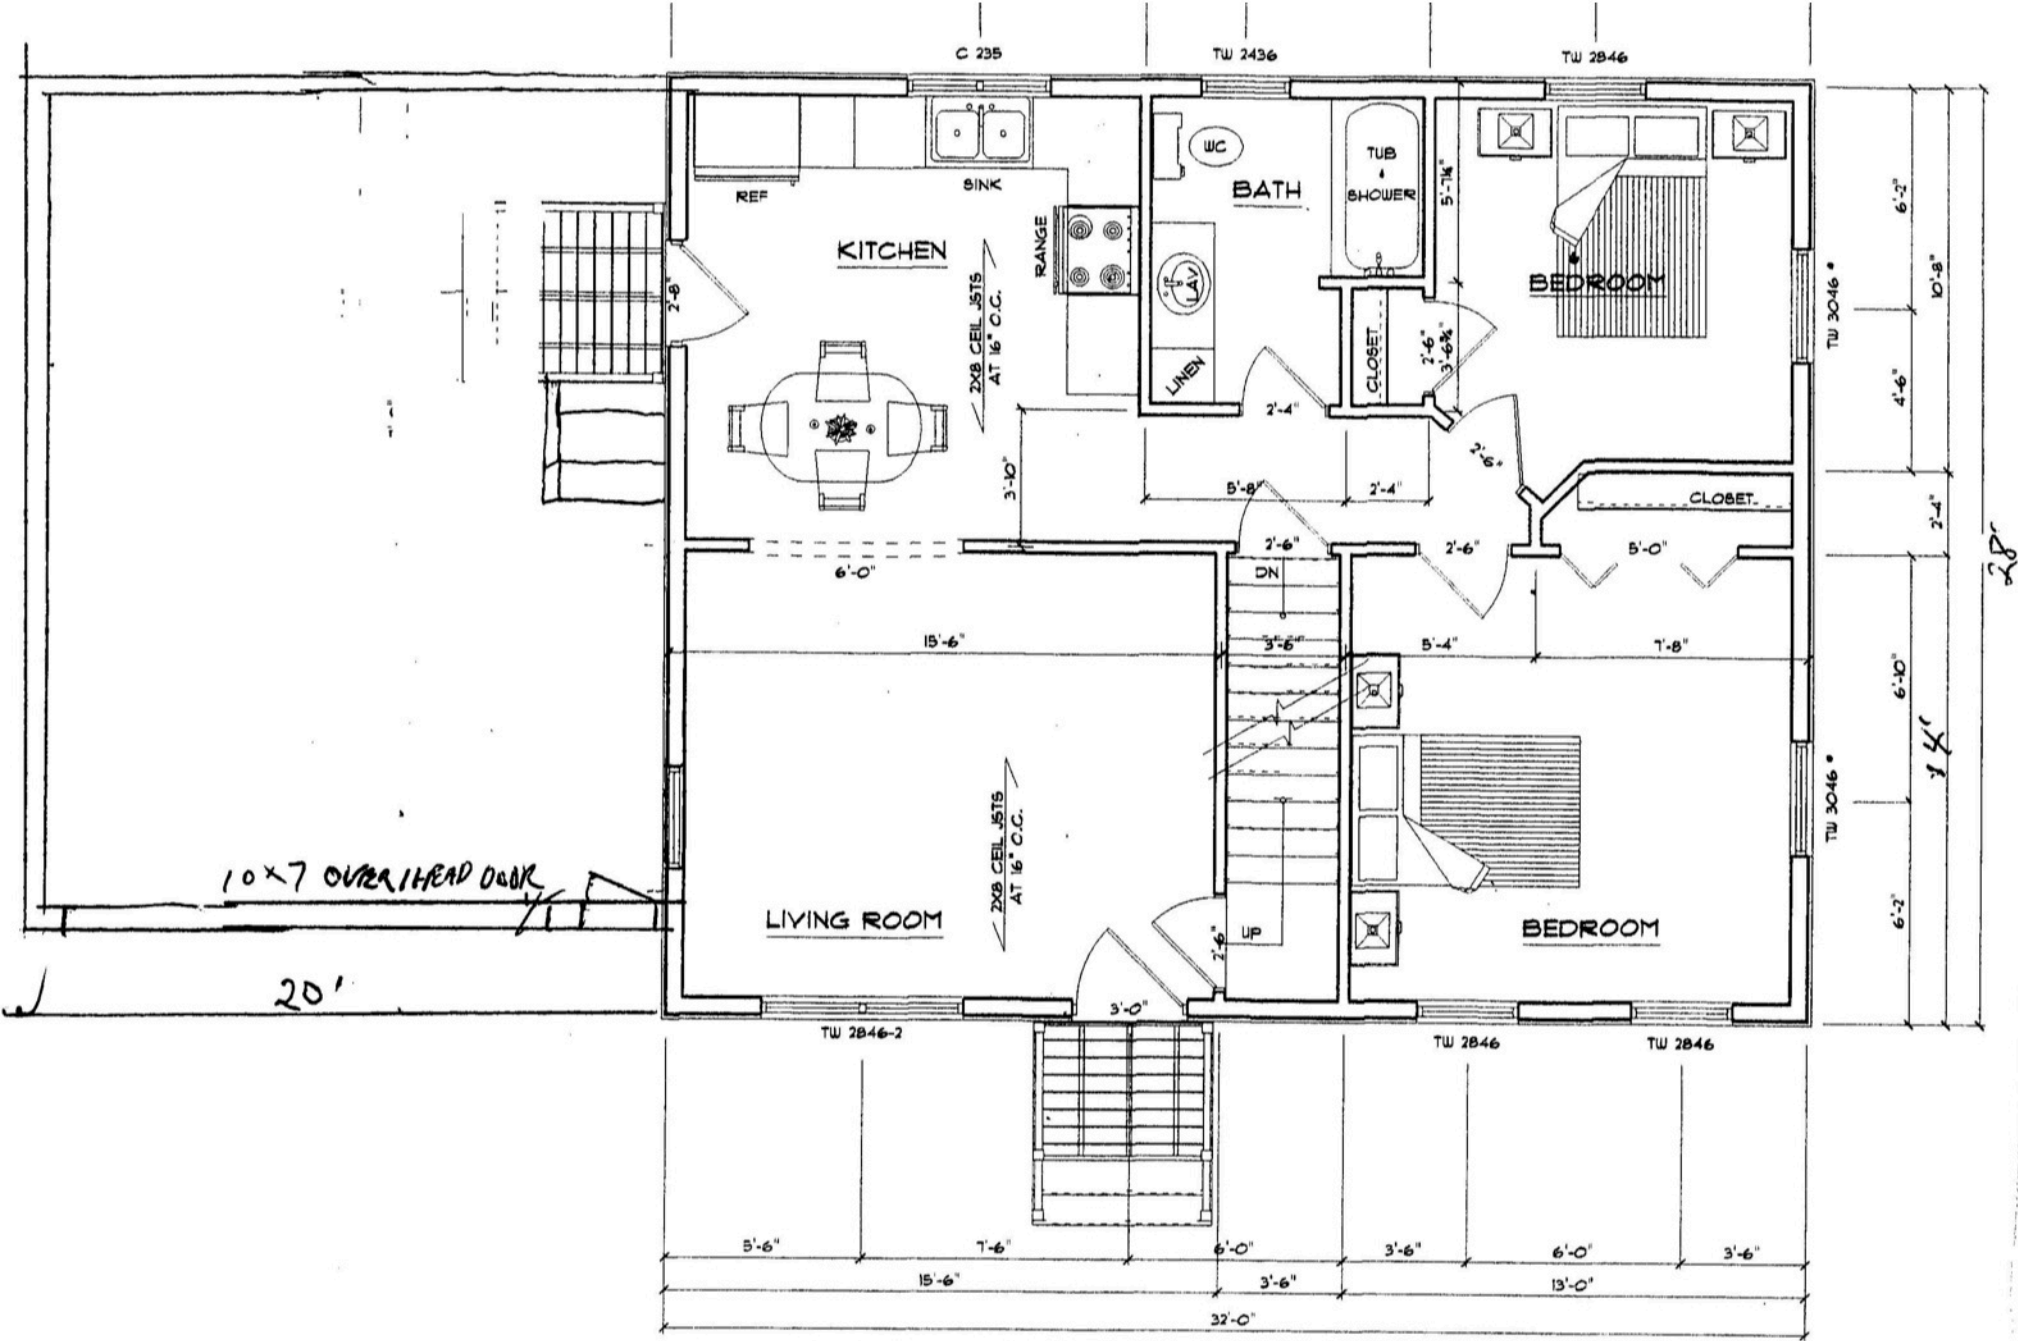 C 235
TW 2436
TW 2846
REF
SINK
WC
BATH
TUB
&
SHOWER
5'-7¼"
6'-2"
KITCHEN
RANGE
2X8 CEIL JSTS
AT 16" O.C.
2'-8"
LAV
LINEN
CLOSET
2'-6"
3'-6¾"
BEDROOM
TW 3046 *
10'-8"
4'-6"
2'-4"
3'-10"
5'-8"
2'-4"
2'-6"
CLOSET
2'-4"
6'-0"
2'-6"
DN
2'-6"
5'-0"
28'
15'-6"
3'-6"
5'-4"
7'-8"
6'-10"
14'
TW 3046 *
2X8 CEIL JSTS
AT 16" O.C.
10 x 7 OVERHEAD DOOR
LIVING ROOM
UP
2'-6"
BEDROOM
6'-2"
20'
3'-0"
TW 2846-2
TW 2846
TW 2846
5'-6"
7'-6"
6'-0"
3'-6"
6'-0"
3'-6"
15'-6"
3'-6"
13'-0"
32'-0"